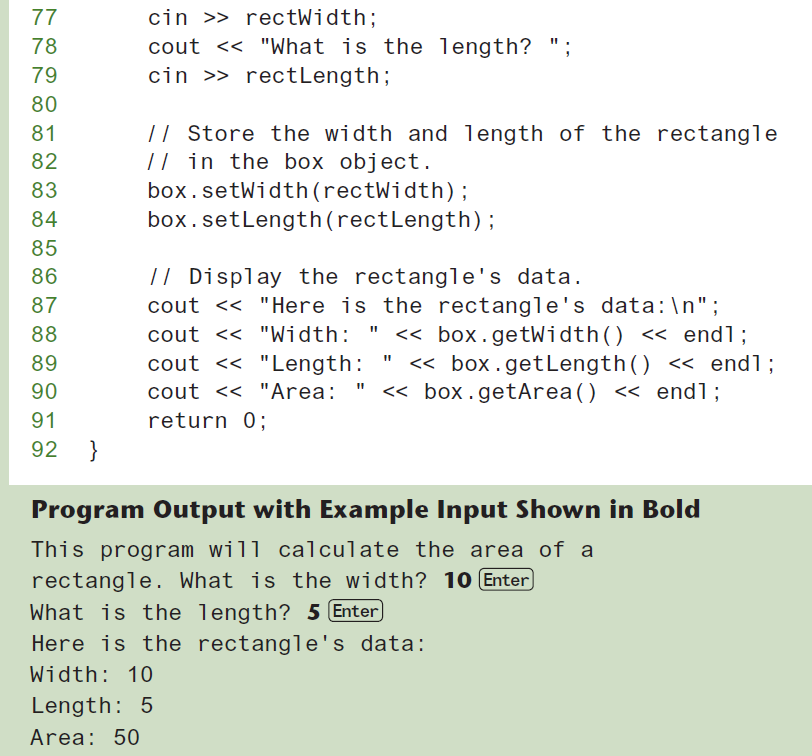 77 cin >> rectWidth;
78 cout << "What is the length? ";
79 cin >> rectLength;
80
81 // Store the width and length of the rectangle
82 // in the box object.
83 box.setWidth(rectWidth);
84 box.setLength(rectLength);
85
86 // Display the rectangle's data.
87 cout << "Here is the rectangle's data:\n";
88 cout << "Width: " << box.getWidth() << endl;
89 cout << "Length: " << box.getLength() << endl;
90 cout << "Area: " << box.getArea() << endl;
91 return 0;
92 }
Program Output with Example Input Shown in Bold
This program will calculate the area of a
rectangle. What is the width? 10 Enter
What is the length? 5 Enter
Here is the rectangle's data:
Width: 10
Length: 5
Area: 50